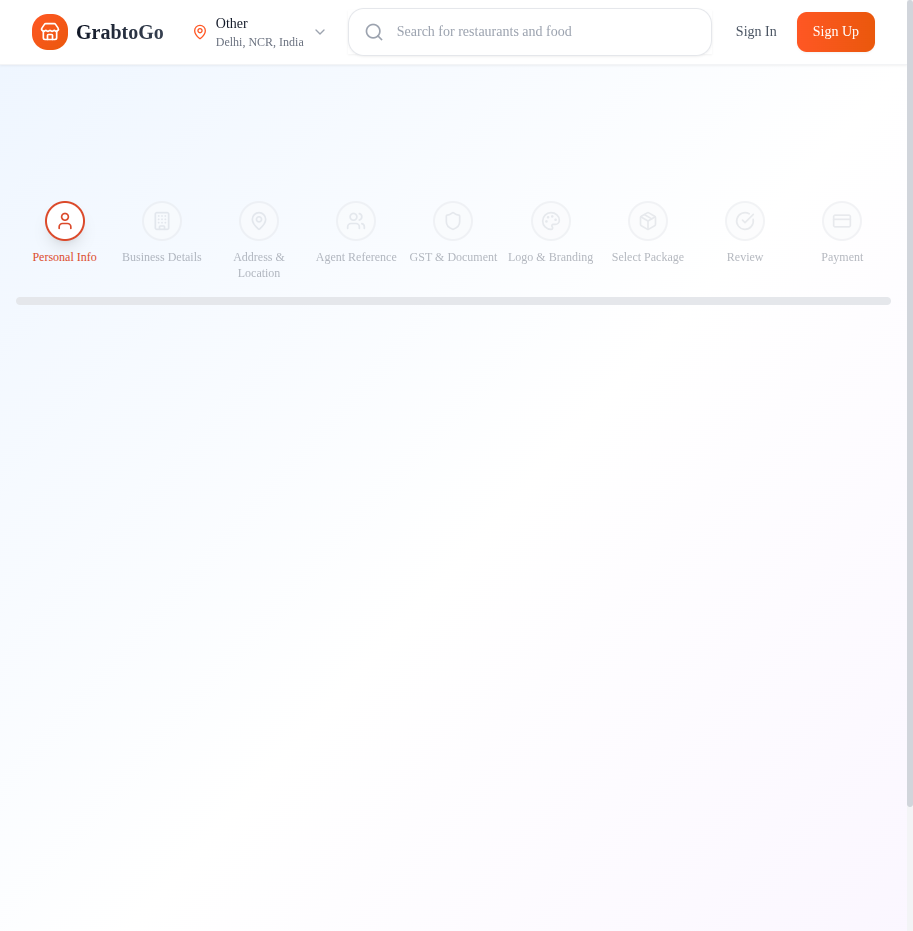 GrabtoGo
Other
Delhi, NCR, India
Search for restaurants and food
Sign In
Sign Up
Personal Info
Business Details
Address &
Location
Agent Reference
GST & Document
Logo & Branding
Select Package
Review
Payment